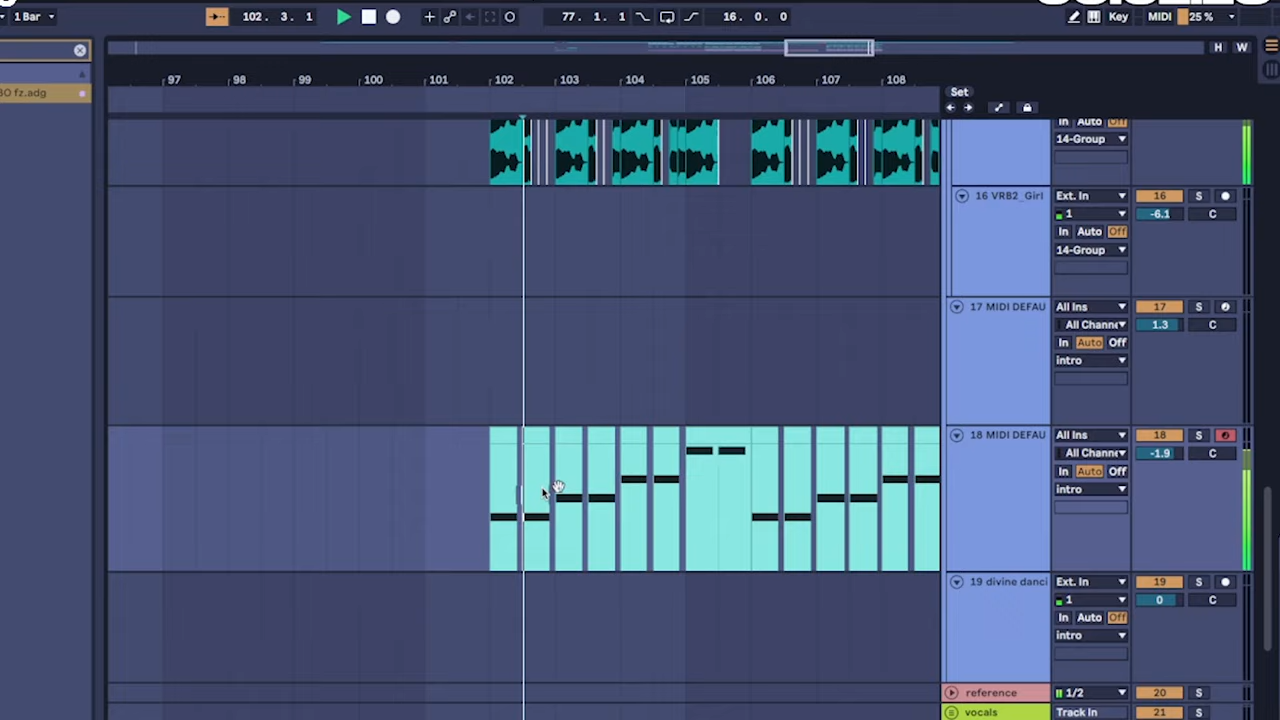 1 Bar 102. 3. 1 77. 1. 1 16. 0. 0 Key MIDI 25 %
H W
97 98 99 100 101 102 103 104 105 106 107 108
Set
BO fz.adg
In Auto Off
14-Group
16 VRB2_Girl Ext. In 16 S
1 -6.1 C
In Auto Off
14-Group
17 MIDI DEFAU All Ins 17 S
All Channe 1.3 C
In Auto Off
intro
18 MIDI DEFAU All Ins 18 S
All Channe -1.9 C
In Auto Off
intro
19 divine danci Ext. In 19 S
1 0 C
In Auto Off
intro
reference 1/2 20 S
vocals Track In 21 S